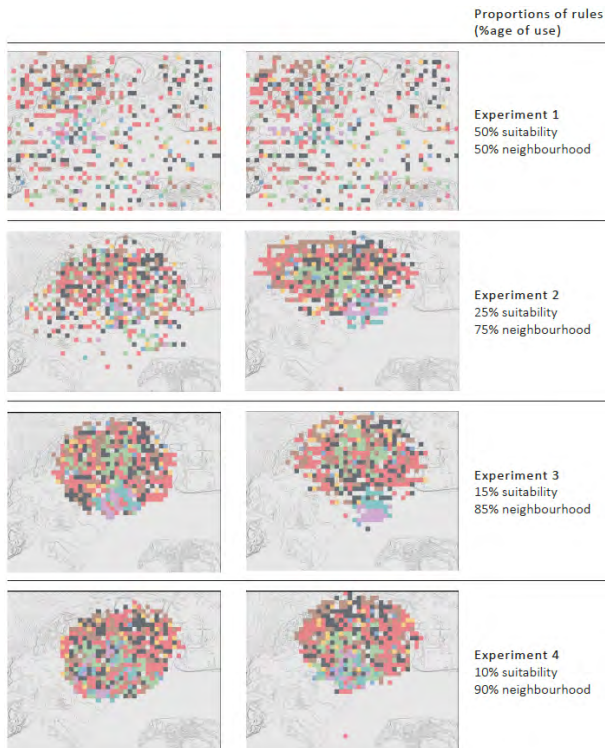 Proportions of rules
(%age of use)
Experiment 1
50% suitability
50% neighbourhood
Experiment 2
25% suitability
75% neighbourhood
Experiment 3
15% suitability
85% neighbourhood
Experiment 4
10% suitability
90% neighbourhood